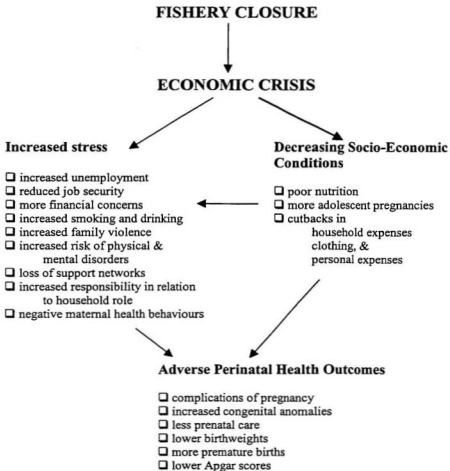 FISHERY CLOSURE
ECONOMIC CRISIS
Increased stress
❑ increased unemployment
❑ reduced job security
❑ more financial concerns
❑ increased smoking and drinking
❑ increased family violence
❑ increased risk of physical &
mental disorders
❑ loss of support networks
❑ increased responsibility in relation
to household role
❑ negative maternal health behaviours
Decreasing Socio-Economic
Conditions
❑ poor nutrition
❑ more adolescent pregnancies
❑ cutbacks in
household expenses
clothing, &
personal expenses
Adverse Perinatal Health Outcomes
❑ complications of pregnancy
❑ increased congenital anomalies
❑ less prenatal care
❑ lower birthweights
❑ more premature births
❑ lower Apgar scores